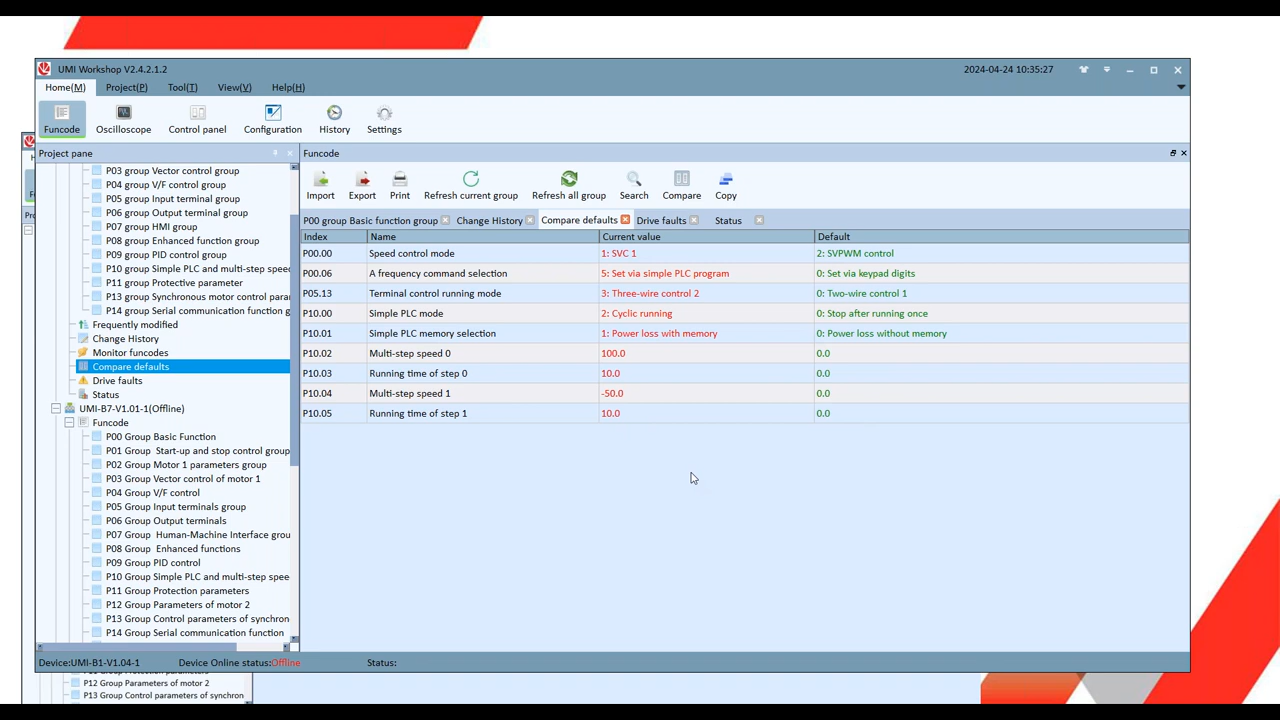 UMI Workshop V2.4.2.1.2
2024-04-24 10:35:27
Home(M) Project(P) Tool(T) View(V) Help(H)
Funcode Oscilloscope Control panel Configuration History Settings
Project pane
P03 group Vector control group
P04 group V/F control group
P05 group Input terminal group
P06 group Output terminal group
P07 group HMI group
P08 group Enhanced function group
P09 group PID control group
P10 group Simple PLC and multi-step speed
P11 group Protective parameter
P13 group Synchronous motor control para
P14 group Serial communication function g
Frequently modified
Change History
Monitor funcodes
Compare defaults
Drive faults
Status
UMI-B7-V1.01-1(Offline)
Funcode
P00 Group Basic Function
P01 Group Start-up and stop control group
P02 Group Motor 1 parameters group
P03 Group Vector control of motor 1
P04 Group V/F control
P05 Group Input terminals group
P06 Group Output terminals
P07 Group Human-Machine Interface grou
P08 Group Enhanced functions
P09 Group PID control
P10 Group Simple PLC and multi-step spee
P11 Group Protection parameters
P12 Group Parameters of motor 2
P13 Group Control parameters of synchron
P14 Group Serial communication function
Funcode
Import Export Print Refresh current group Refresh all group Search Compare Copy
P00 group Basic function group Change History Compare defaults Drive faults Status
Index Name Current value Default
P00.00 Speed control mode 1: SVC 1 2: SVPWM control
P00.06 A frequency command selection 5: Set via simple PLC program 0: Set via keypad digits
P05.13 Terminal control running mode 3: Three-wire control 2 0: Two-wire control 1
P10.00 Simple PLC mode 2: Cyclic running 0: Stop after running once
P10.01 Simple PLC memory selection 1: Power loss with memory 0: Power loss without memory
P10.02 Multi-step speed 0 100.0 0.0
P10.03 Running time of step 0 10.0 0.0
P10.04 Multi-step speed 1 -50.0 0.0
P10.05 Running time of step 1 10.0 0.0
Device:UMI-B1-V1.04-1 Device Online status:Offline Status:
P12 Group Parameters of motor 2
P13 Group Control parameters of synchron